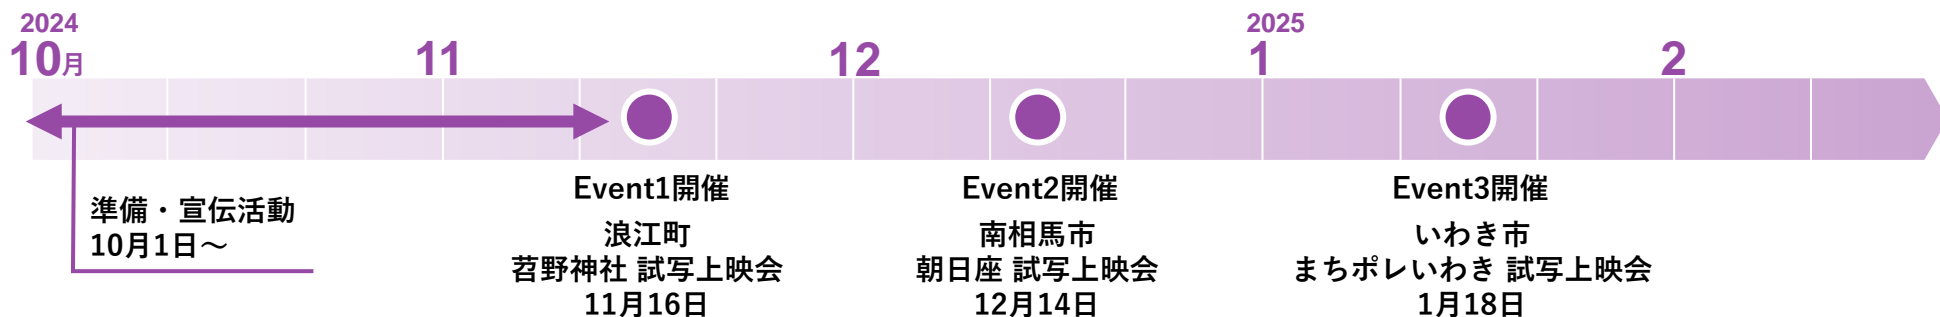 2024
10月
11
12
2025
1
2
準備・宣伝活動
10月1日～
Event1開催
浪江町
苕野神社 試写上映会
11月16日
Event2開催
南相馬市
朝日座 試写上映会
12月14日
Event3開催
いわき市
まちポレいわき 試写上映会
1月18日